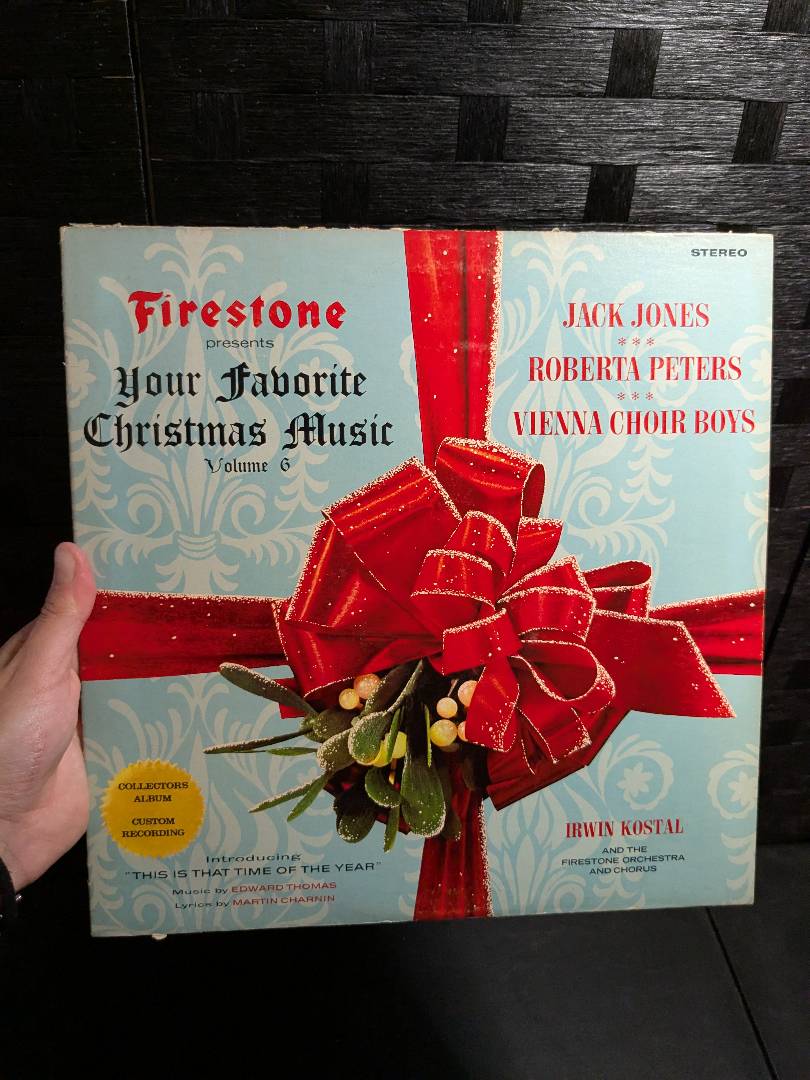 STEREO
Firestone
presents
Your Favorite
Christmas Music
Volume 6
JACK JONES
***
ROBERTA PETERS
***
VIENNA CHOIR BOYS
COLLECTORS
ALBUM
CUSTOM
RECORDING
Introducing
"THIS IS THAT TIME OF THE YEAR"
Music by EDWARD THOMAS
Lyrics by MARTIN CHARNIN
IRWIN KOSTAL
AND THE
FIRESTONE ORCHESTRA
AND CHORUS